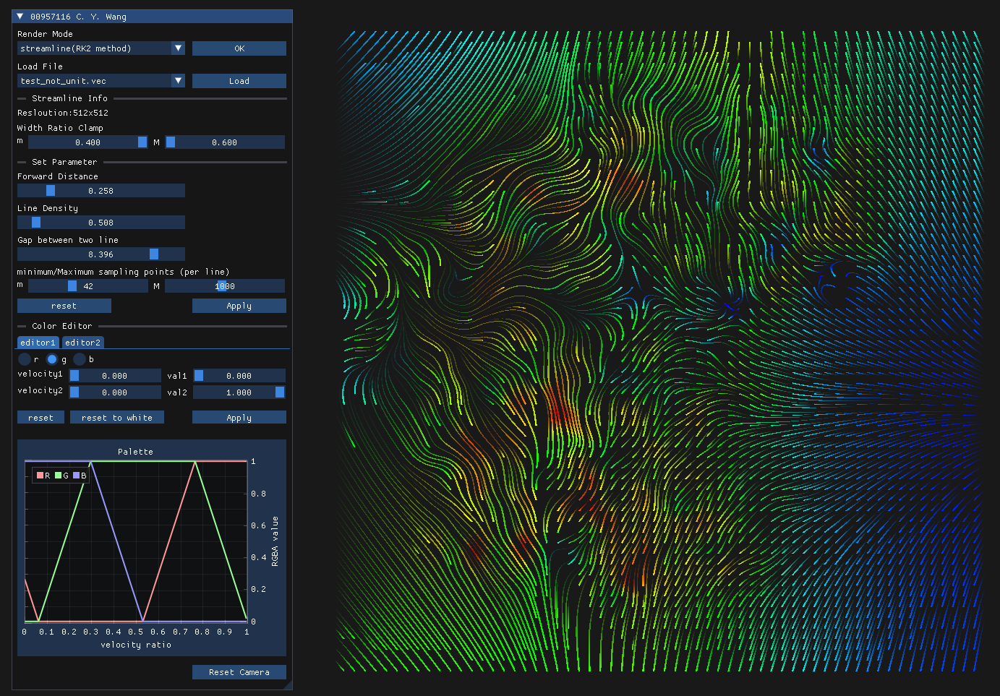 00957116 C. Y. Wang
Render Mode
streamline(RK2 method) OK
Load File
test_not_unit.vec Load
Streamline Info
Resloution:512x512
Width Ratio Clamp
m 0.400 M 0.600
Set Parameter
Forward Distance
0.258
Line Density
0.508
Gap between two line
8.396
minimum/Maximum sampling points (per line)
m 42 M 1000
reset Apply
Color Editor
editor1 editor2
r g b
velocity1 0.000 val1 0.000
velocity2 0.000 val2 1.000
reset reset to white Apply
Palette
R G B
1
0.8
0.6
0.4
0.2
0
RGBA value
0 0.1 0.2 0.3 0.4 0.5 0.6 0.7 0.8 0.9 1
velocity ratio
Reset Camera